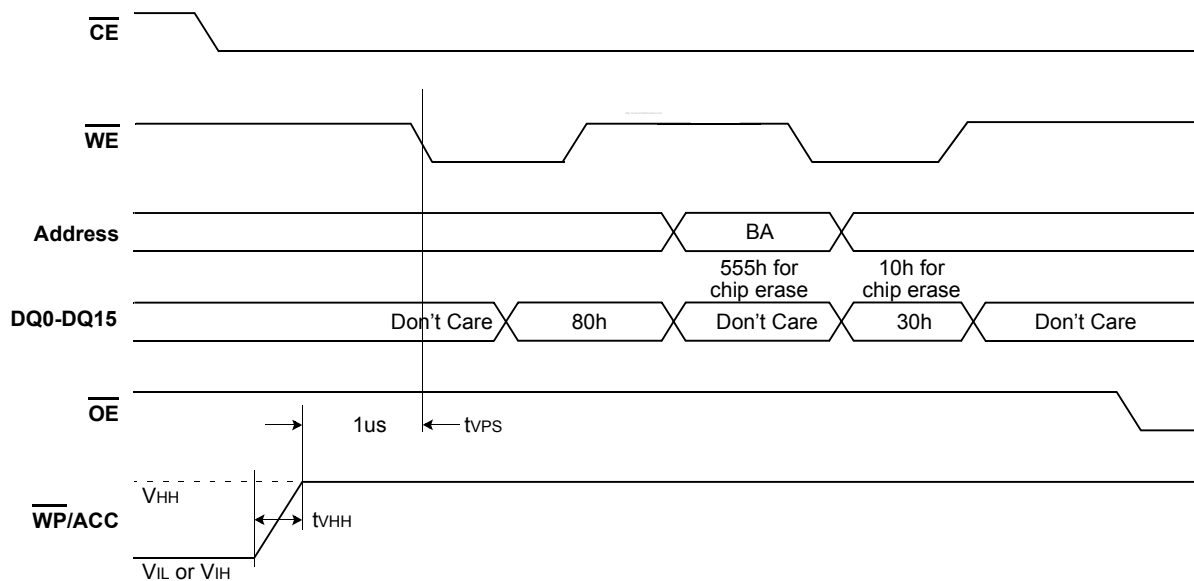 CE
WE
Address
BA
555h for
chip erase
10h for
chip erase
DQ0-DQ15
Don't Care
80h
Don't Care
30h
Don't Care
OE
1us
tVPS
VHH
WP/ACC
tVHH
VIL or VIH